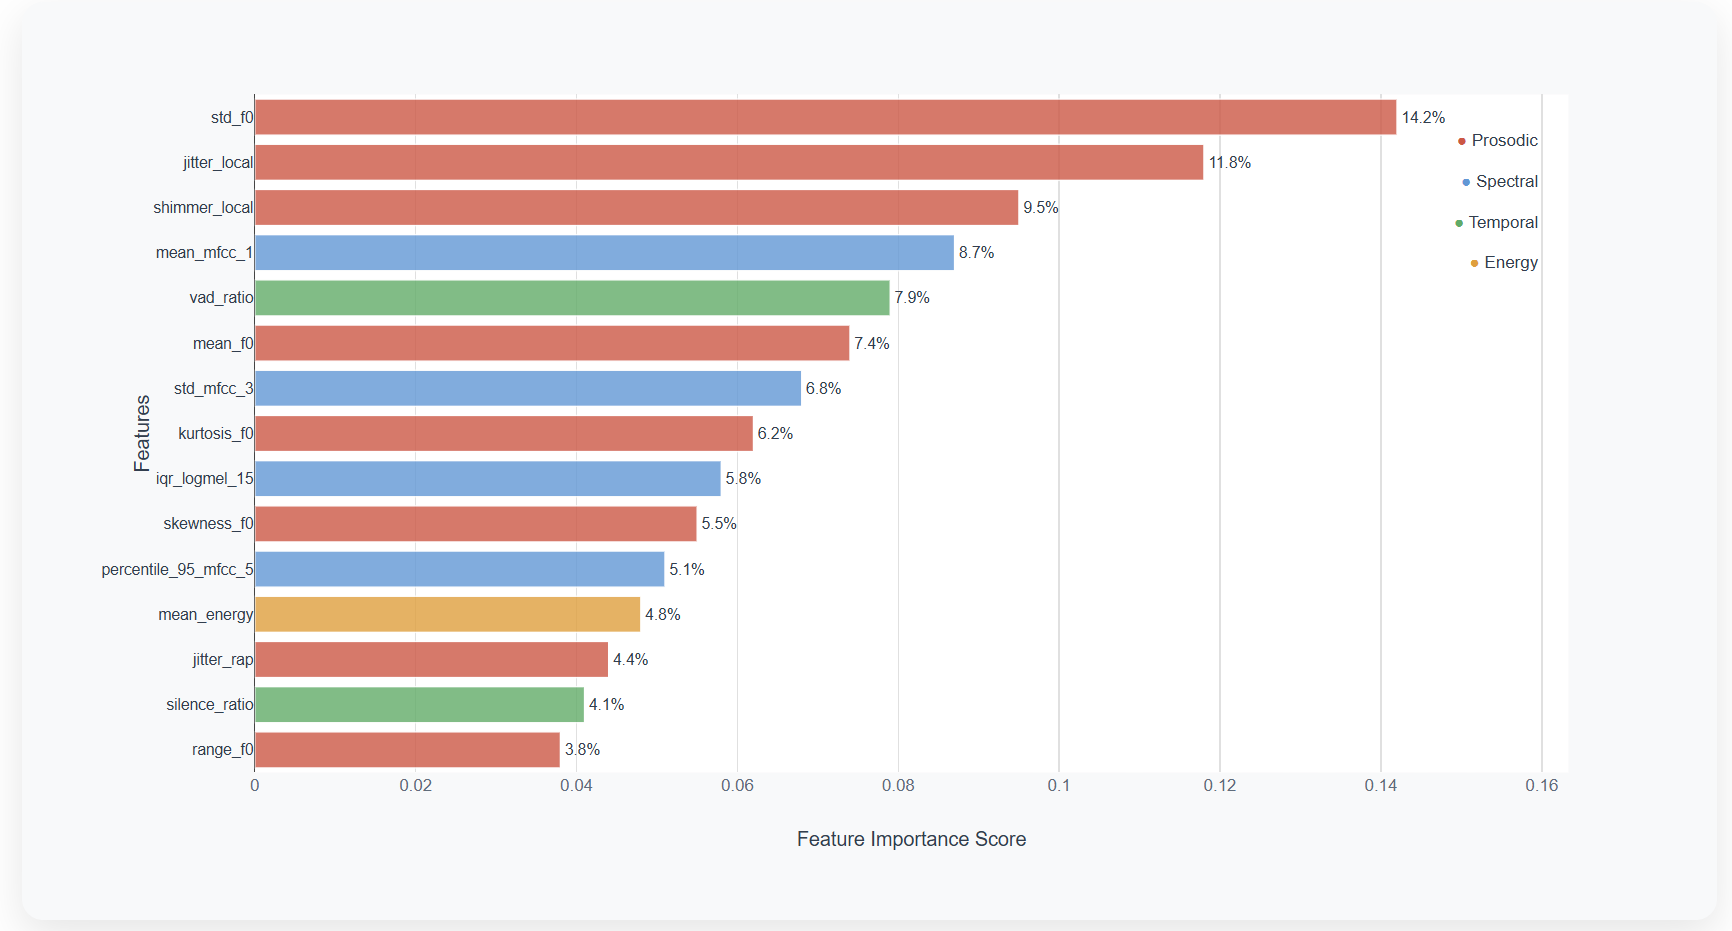 std_f0 14.2%
jitter_local 11.8%
shimmer_local 9.5%
mean_mfcc_1 8.7%
vad_ratio 7.9%
mean_f0 7.4%
std_mfcc_3 6.8%
kurtosis_f0 6.2%
iqr_logmel_15 5.8%
skewness_f0 5.5%
percentile_95_mfcc_5 5.1%
mean_energy 4.8%
jitter_rap 4.4%
silence_ratio 4.1%
range_f0 3.8%
Features
Prosodic
Spectral
Temporal
Energy
0 0.02 0.04 0.06 0.08 0.1 0.12 0.14 0.16
Feature Importance Score